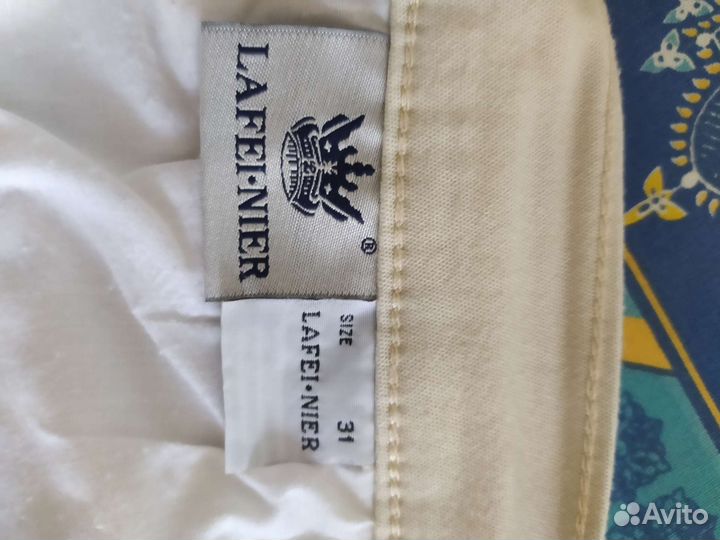 LAFEI·NIER
®
SIZE 31
LAFEI·NIER
Avito